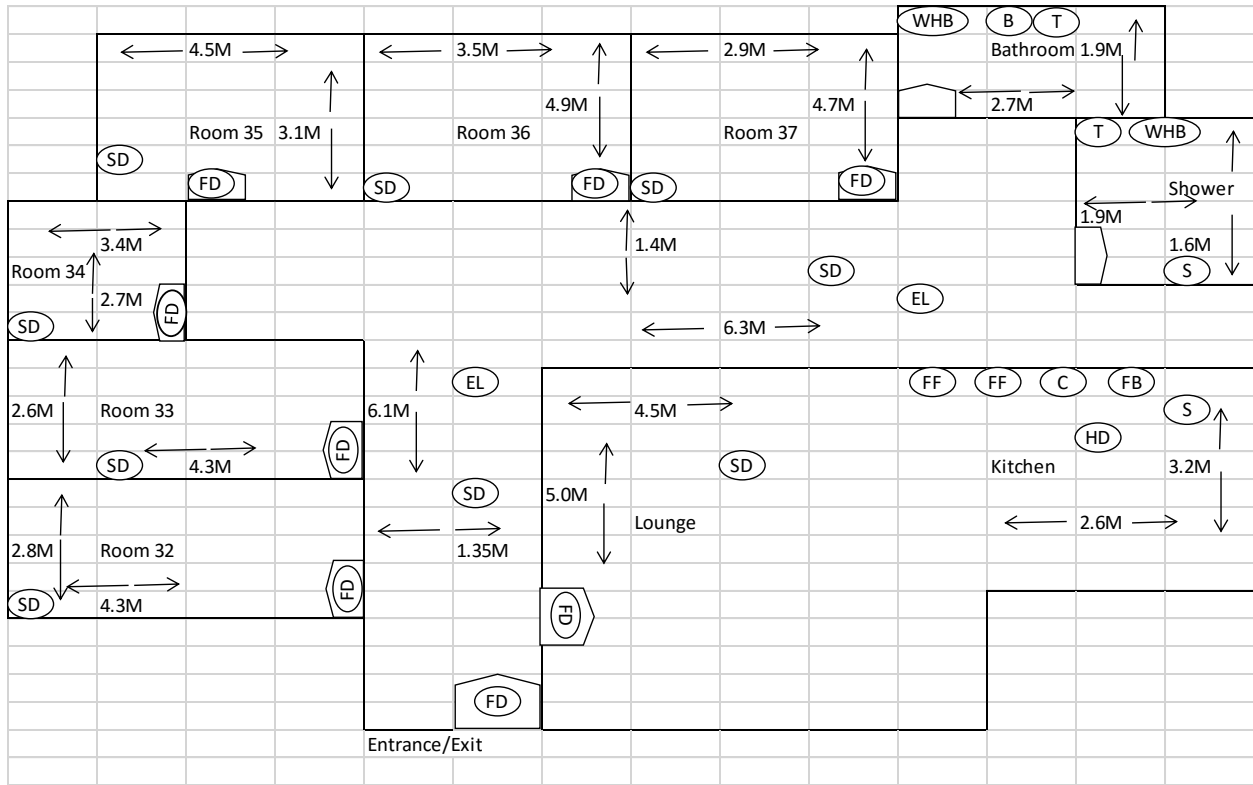 WHB B T
4.5M 3.5M 2.9M
Bathroom 1.9M
4.9M 4.7M 2.7M
Room 35 3.1M Room 36 Room 37 T WHB
SD
FD SD FD SD FD Shower
1.9M
3.4M 1.4M 1.6M
Room 34 SD S
2.7M FD EL
SD 6.3M
EL FF FF C FB
2.6M Room 33 6.1M 4.5M S
HD
SD 4.3M FD SD Kitchen 3.2M
SD 5.0M
Lounge 2.6M
2.8M Room 32 1.35M
SD 4.3M FD
FD
FD
Entrance/Exit